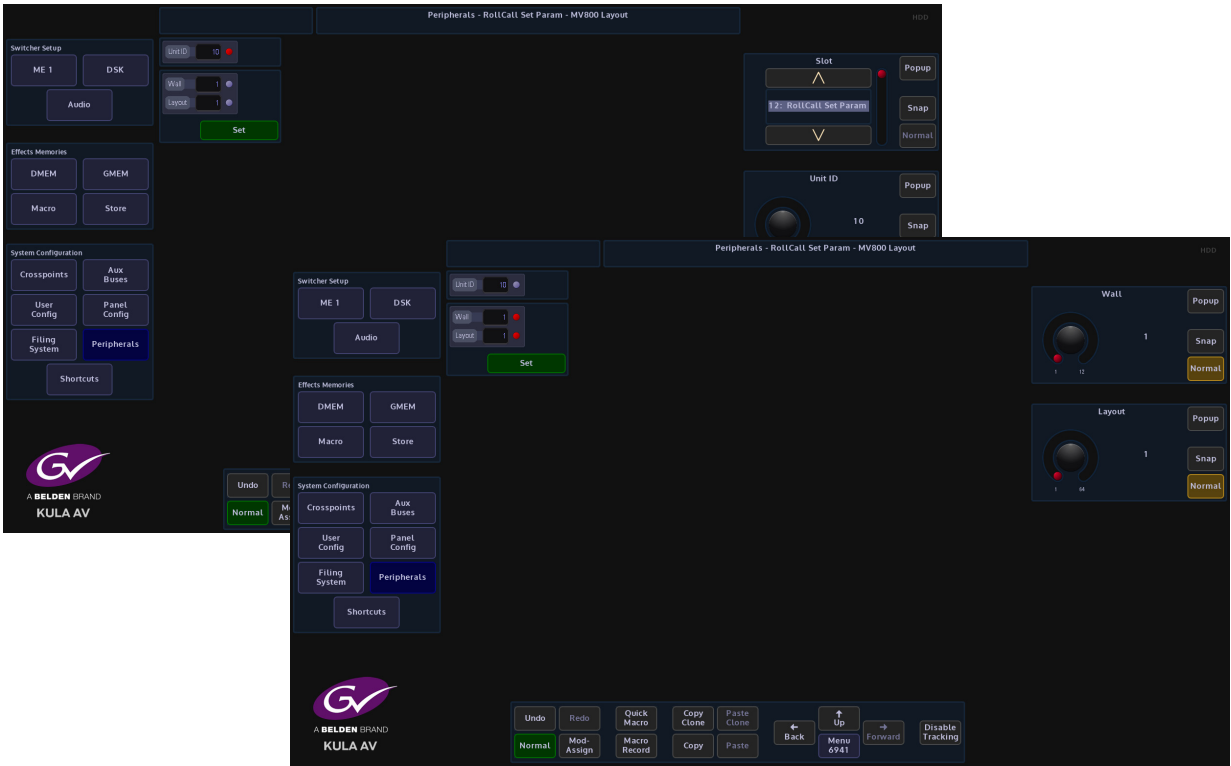 Peripherals - RollCall Set Param - MV800 Layout
HDD
Switcher Setup
ME 1
DSK
Audio
Unit ID
10
Wall
1
Layout
1
Set
Slot
Popup
12: RollCall Set Param
Snap
Normal
Effects Memories
DMEM
GMEM
Macro
Store
Unit ID
Popup
10
Snap
System Configuration
Crosspoints
Aux
Buses
User
Config
Panel
Config
Filing
System
Peripherals
Shortcuts
GV
A BELDEN BRAND
KULA AV
Undo
Normal
Peripherals - RollCall Set Param - MV800 Layout
HDD
Switcher Setup
ME 1
DSK
Audio
Unit ID
10
Wall
1
Layout
1
Set
Wall
Popup
1
Snap
Normal
1
12
Effects Memories
DMEM
GMEM
Macro
Store
Layout
Popup
1
Snap
Normal
1
64
System Configuration
Crosspoints
Aux
Buses
User
Config
Panel
Config
Filing
System
Peripherals
Shortcuts
GV
A BELDEN BRAND
KULA AV
Undo
Redo
Quick
Macro
Copy
Clone
Paste
Clone
Back
Up
Forward
Disable
Tracking
Normal
Mod-
Assign
Macro
Record
Copy
Paste
Menu
6941